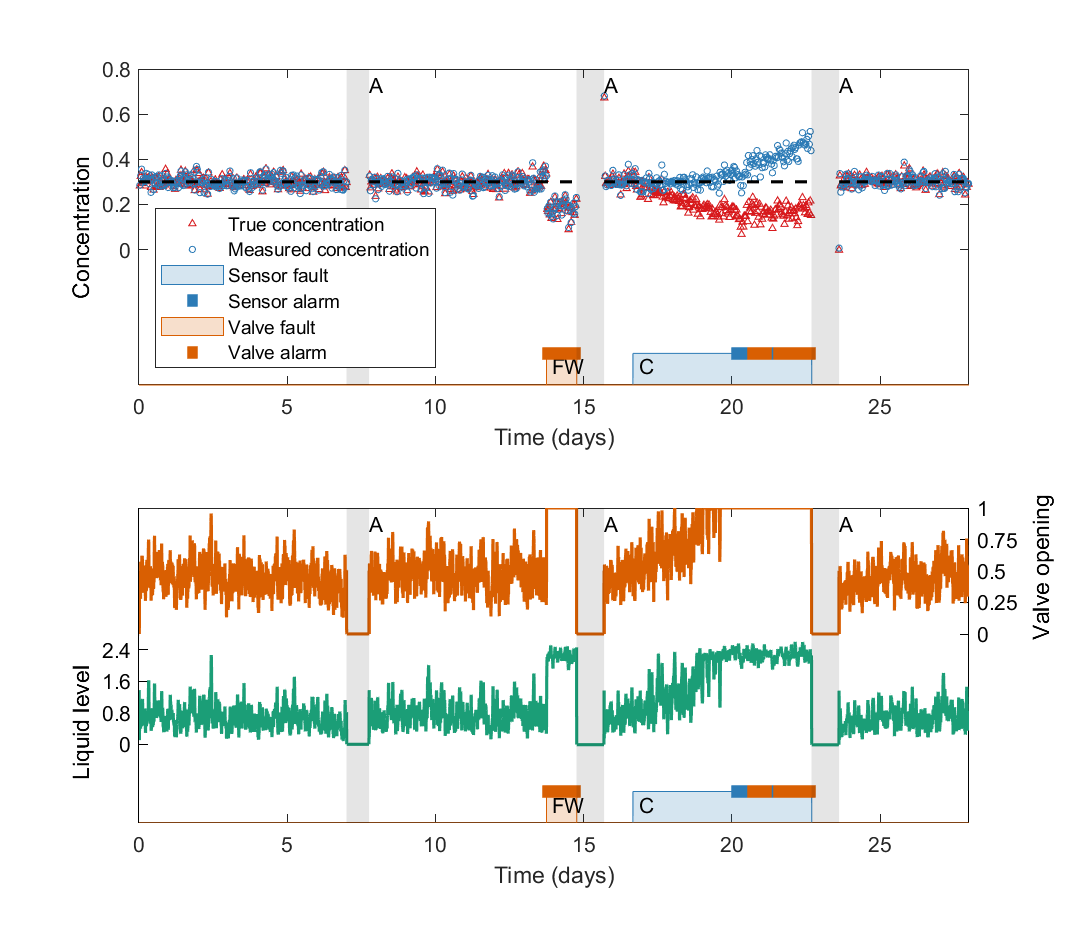 0.8
0.6
0.4
0.2
0
Concentration
A
A
A
True concentration
Measured concentration
Sensor fault
Sensor alarm
Valve fault
Valve alarm
FW
C
0 5 10 15 20 25
Time (days)
A
A
A
1
0.75
0.5
0.25
0
Valve opening
2.4
1.6
0.8
0
Liquid level
FW
C
0 5 10 15 20 25
Time (days)